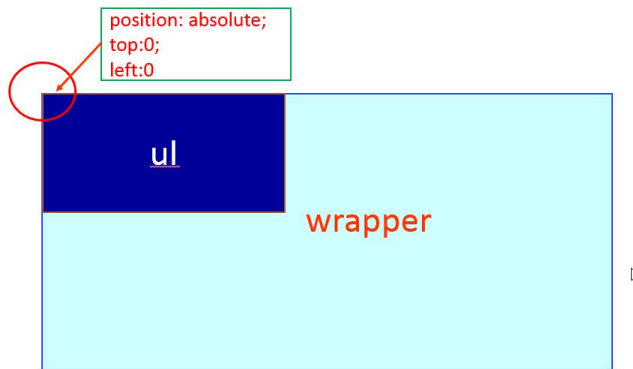 position: absolute;
top:0;
left:0
ul
wrapper